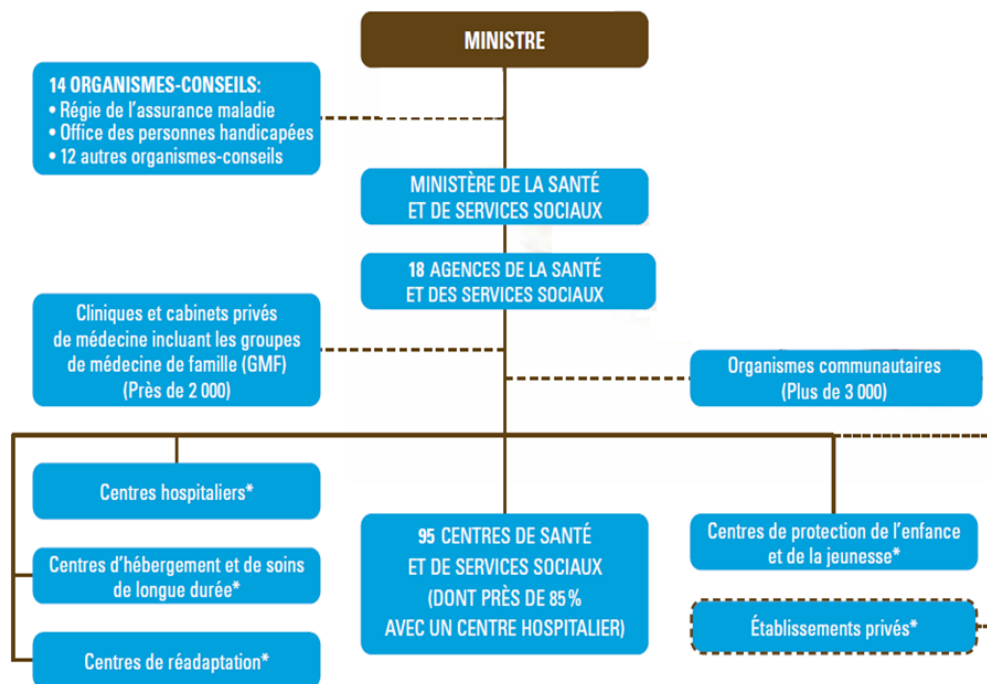 MINISTRE
14 ORGANISMES-CONSEILS:
• Régie de l'assurance maladie
• Office des personnes handicapées
• 12 autres organismes-conseils
MINISTÈRE DE LA SANTÉ
ET DE SERVICES SOCIAUX
18 AGENCES DE LA SANTÉ
ET DES SERVICES SOCIAUX
Cliniques et cabinets privés
de médecine incluant les groupes
de médecine de famille (GMF)
(Près de 2 000)
Organismes communautaires
(Plus de 3 000)
Centres hospitaliers*
Centres d'hébergement et de soins
de longue durée*
Centres de réadaptation*
95 CENTRES DE SANTÉ
ET DE SERVICES SOCIAUX
(DONT PRÈS DE 85 %
AVEC UN CENTRE HOSPITALIER)
Centres de protection de l'enfance
et de la jeunesse*
Établissements privés*